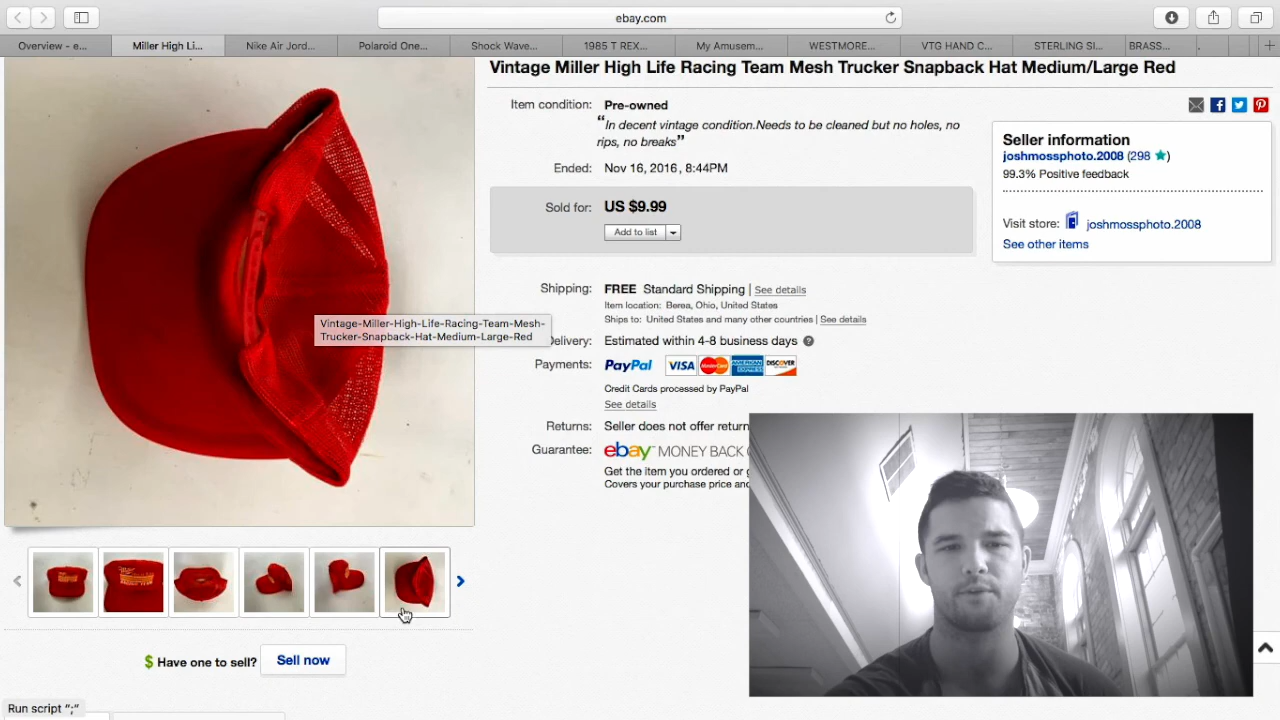 ebay.com
Overview - e...
Miller High Li...
Nike Air Jord...
Polaroid One...
Shock Wave...
1985 T REX...
My Amusem...
WESTMORE...
VTG HAND C...
STERLING SI...
BRASS...
Vintage Miller High Life Racing Team Mesh Trucker Snapback Hat Medium/Large Red
Item condition: Pre-owned
“In decent vintage condition.Needs to be cleaned but no holes, no
rips, no breaks”
Ended: Nov 16, 2016 , 8:44PM
Sold for: US $9.99
Add to list
Shipping: FREE Standard Shipping | See details
Item location: Berea, Ohio, United States
Ships to: United States and many other countries | See details
Delivery: Estimated within 4-8 business days
Payments: PayPal VISA MasterCard AMERICAN EXPRESS DISCOVER
Credit Cards processed by PayPal
See details
Returns: Seller does not offer return
Guarantee: ebay MONEY BACK
Get the item you ordered or g
Covers your purchase price and
Seller information
joshmossphoto.2008 (298 ★)
99.3% Positive feedback
Visit store: joshmossphoto.2008
See other items
Vintage-Miller-High-Life-Racing-Team-Mesh-
Trucker-Snapback-Hat-Medium-Large-Red
$ Have one to sell? Sell now
Run script ";"